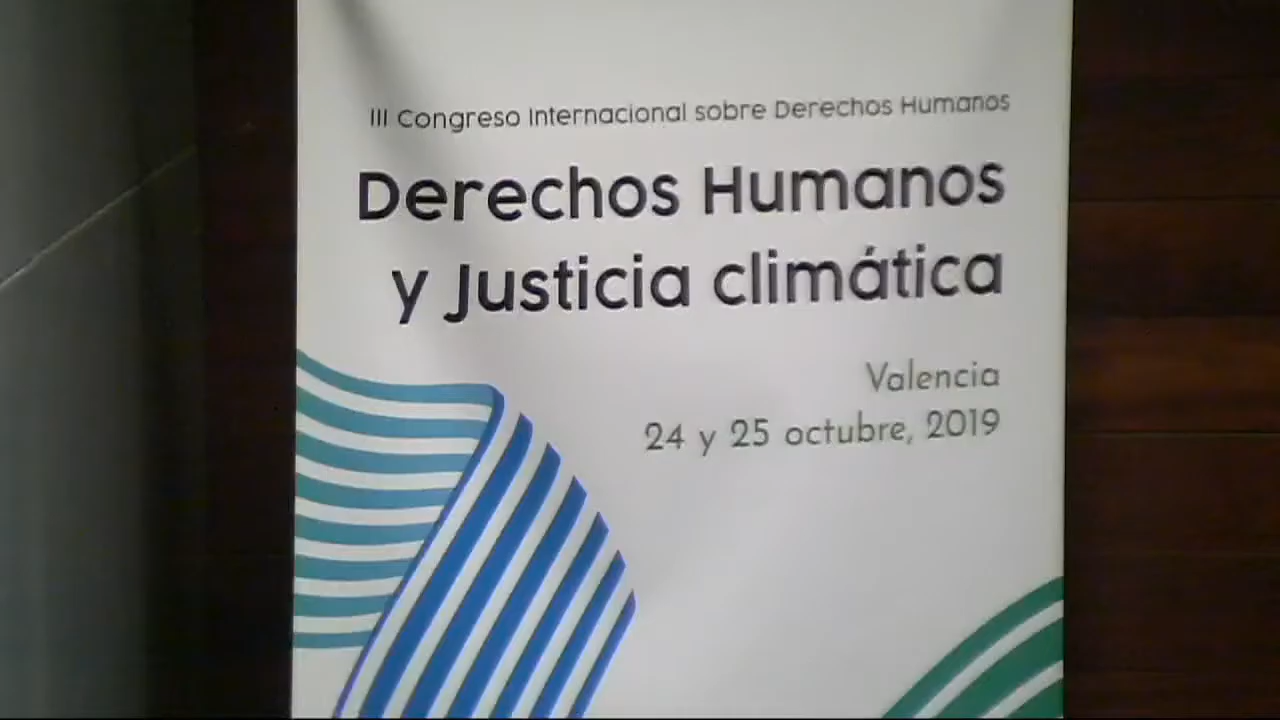 III Congreso Internacional sobre Derechos Humanos
Derechos Humanos
y Justicia climática
Valencia
24 y 25 octubre, 2019